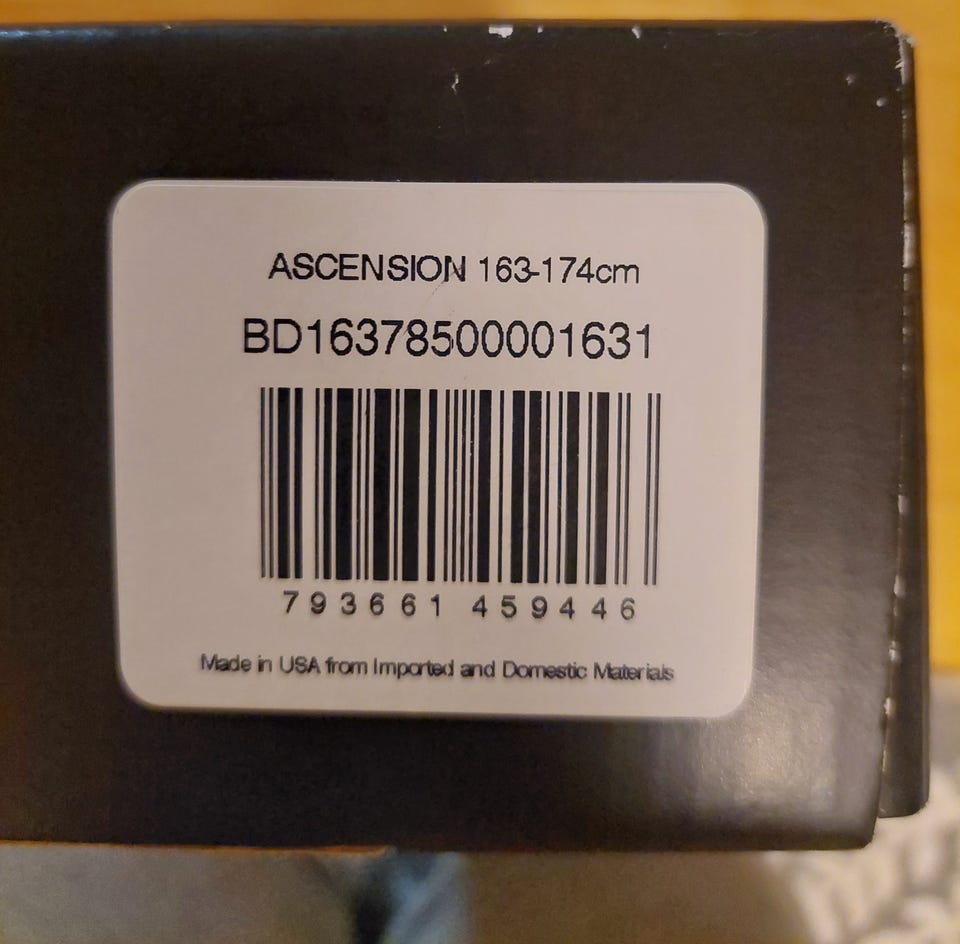 ASCENSION 163-174cm
BD16378500001631
7 93661 45944 6
Made in USA from Imported and Domestic Materials